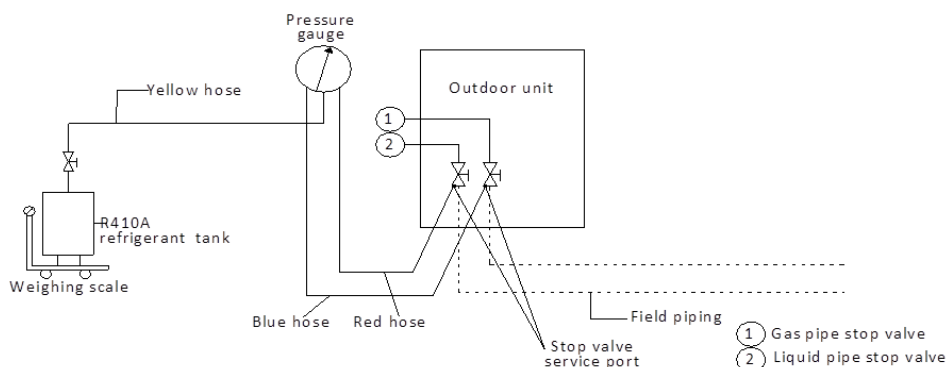 Pressure
gauge
Yellow hose
Outdoor unit
1
2
R410A
refrigerant tank
Weighing scale
Blue hose
Red hose
Field piping
Stop valve
service port
1 Gas pipe stop valve
2 Liquid pipe stop valve